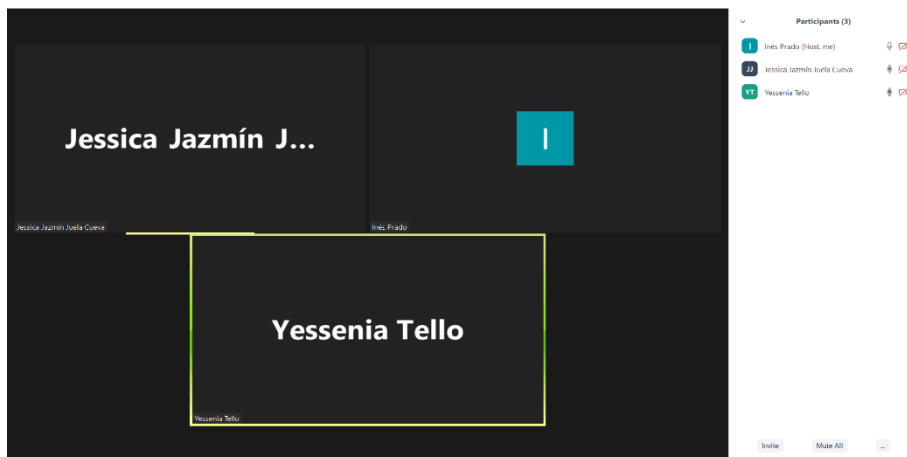 Jessica Jazmín J...
Jessica Jazmín Juela Cueva
I
Inés Prado
Yessenia Tello
Yessenia Tello
Participants (3)
I Inés Prado (Host, me)
JJ Jessica Jazmín Juela Cueva
YT Yessenia Tello
Invite Mute All ...